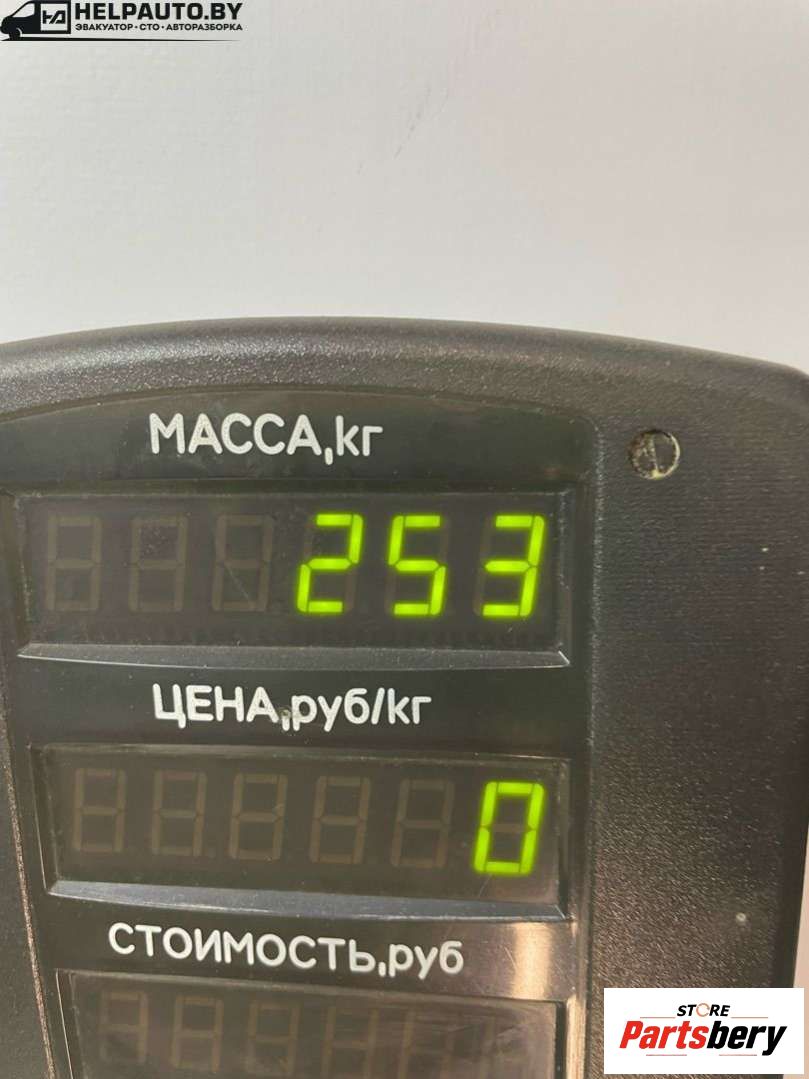 HELPAUTO.BY
ЭВАКУАТОР • СТО • АВТОРАЗБОРКА
МАССА,кг
253
ЦЕНА,руб/кг
0
СТОИМОСТЬ,руб
STORE
Partsbery